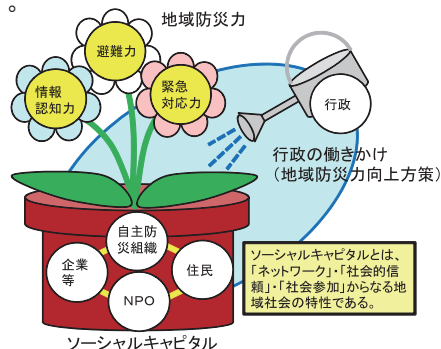 。
地域防災力
避難力
情報
認知力
緊急
対応力
行政
行政の働きかけ
（地域防災力向上方策）
自主防
災組織
企業
等
住民
NPO
ソーシャルキャピタルとは、
「ネットワーク」・「社会的信
頼」・「社会参加」からなる地
域社会の特性である。
ソーシャルキャピタル